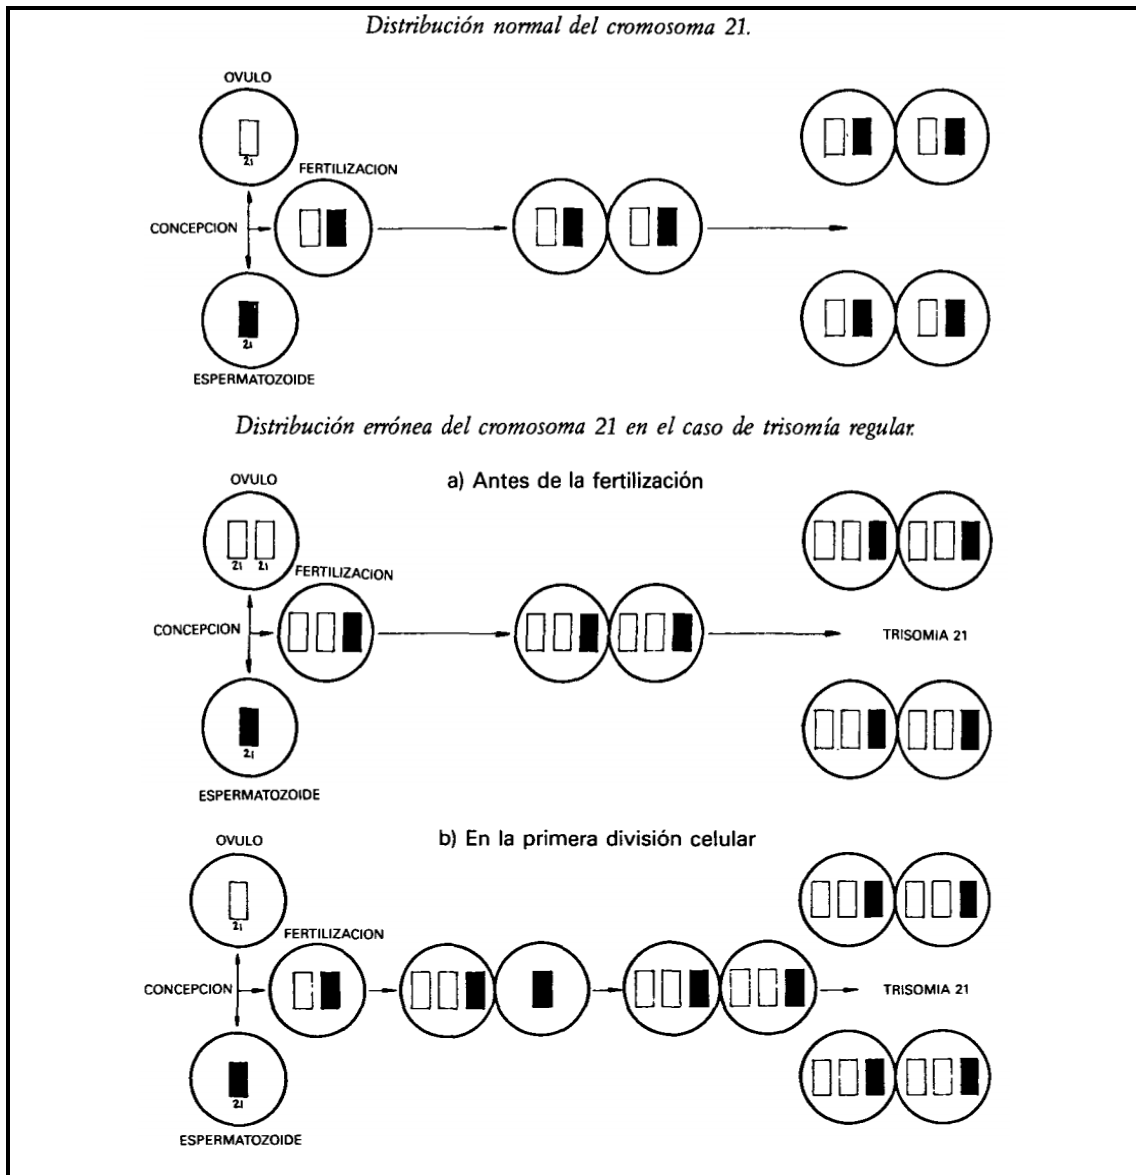 Distribución normal del cromosoma 21.
OVULO
21
FERTILIZACION
CONCEPCION
21
ESPERMATOZOIDE
Distribución errónea del cromosoma 21 en el caso de trisomía regular.
a) Antes de la fertilización
OVULO
21 21
FERTILIZACION
CONCEPCION
TRISOMIA 21
21
ESPERMATOZOIDE
b) En la primera división celular
OVULO
21
FERTILIZACION
CONCEPCION
TRISOMIA 21
21
ESPERMATOZOIDE